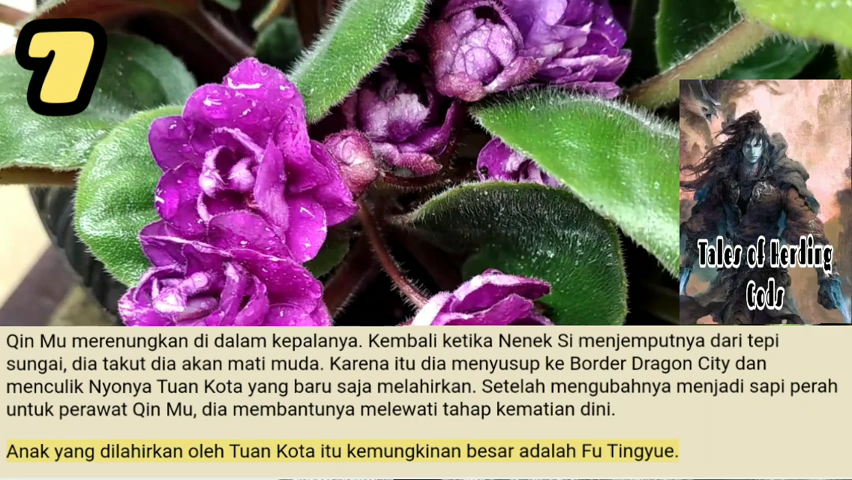 7
Tales of Herding
Gods
Qin Mu merenungkan di dalam kepalanya. Kembali ketika Nenek Si menjemputnya dari tepi
sungai, dia takut dia akan mati muda. Karena itu dia menyusup ke Border Dragon City dan
menculik Nyonya Tuan Kota yang baru saja melahirkan. Setelah mengubahnya menjadi sapi perah
untuk perawat Qin Mu, dia membantunya melewati tahap kematian dini.
Anak yang dilahirkan oleh Tuan Kota itu kemungkinan besar adalah Fu Tingyue.